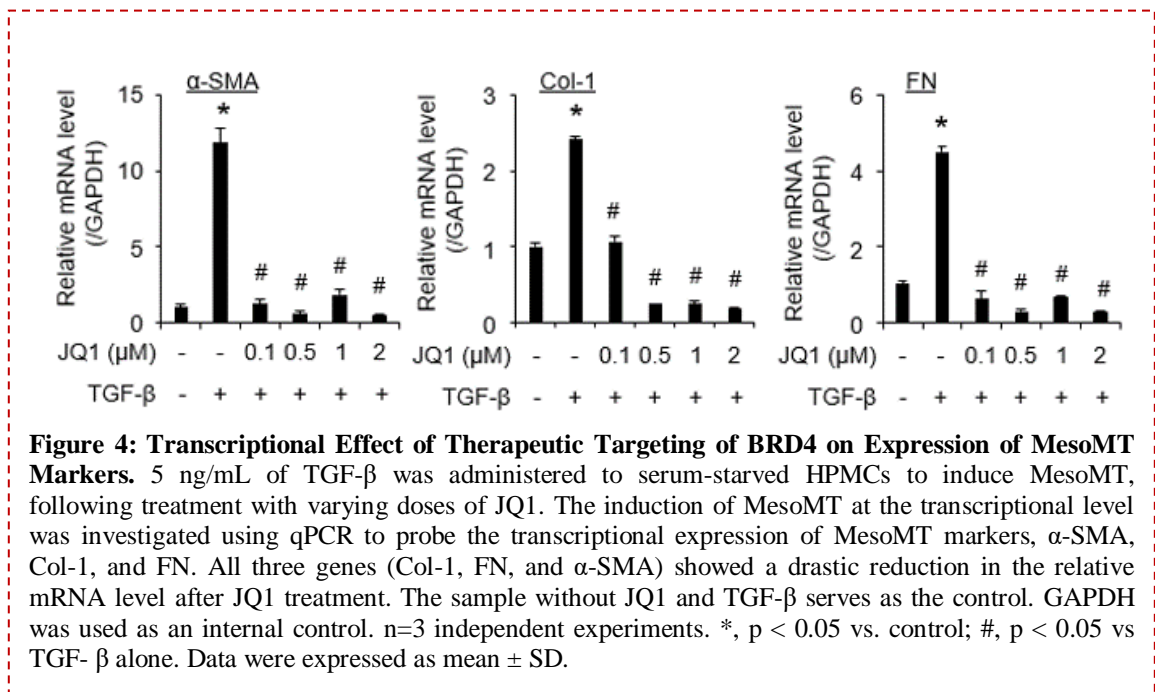 α-SMA
Relative mRNA level
(/GAPDH)
15
10
5
0
*
#
#
#
#
JQ1 (μM) - - 0.1 0.5 1 2
TGF-β - + + + + +
Col-1
Relative mRNA level
(/GAPDH)
3
2
1
0
*
#
#
#
#
JQ1 (μM) - - 0.1 0.5 1 2
TGF-β - + + + + +
FN
Relative mRNA level
(/GAPDH)
6
4
2
0
*
#
#
#
#
JQ1 (μM) - - 0.1 0.5 1 2
TGF-β - + + + + +
Figure 4: Transcriptional Effect of Therapeutic Targeting of BRD4 on Expression of MesoMT
Markers. 5 ng/mL of TGF-β was administered to serum-starved HPMCs to induce MesoMT,
following treatment with varying doses of JQ1. The induction of MesoMT at the transcriptional level
was investigated using qPCR to probe the transcriptional expression of MesoMT markers, α-SMA,
Col-1, and FN. All three genes (Col-1, FN, and α-SMA) showed a drastic reduction in the relative
mRNA level after JQ1 treatment. The sample without JQ1 and TGF-β serves as the control. GAPDH
was used as an internal control. n=3 independent experiments. *, p < 0.05 vs. control; #, p < 0.05 vs
TGF- β alone. Data were expressed as mean ± SD.